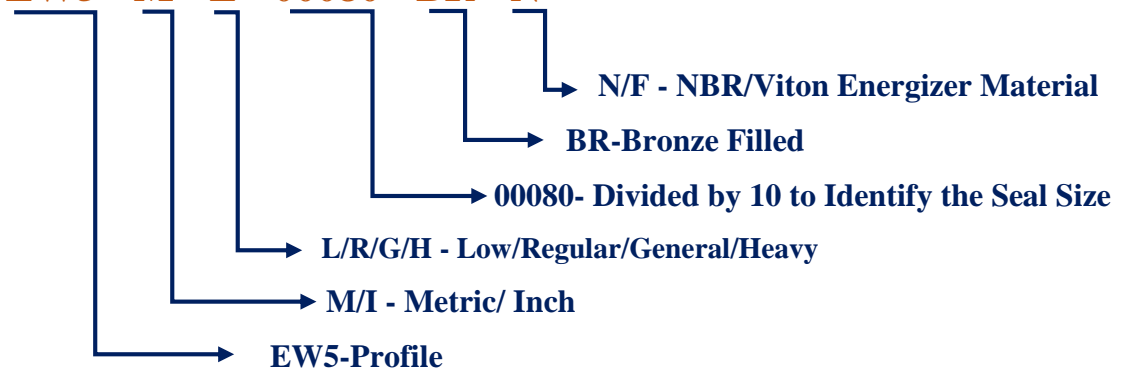 N/F - NBR/Viton Energizer Material
BR-Bronze Filled
00080- Divided by 10 to Identify the Seal Size
L/R/G/H - Low/Regular/General/Heavy
M/I - Metric/ Inch
EW5-Profile